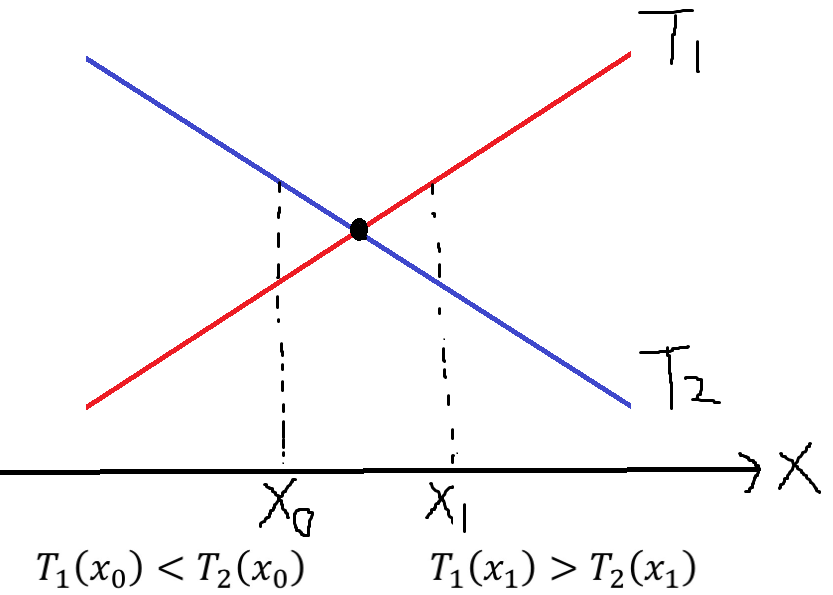 T₁
T₂
X
X₀ X₁
T₁(x₀) < T₂(x₀) T₁(x₁) > T₂(x₁)